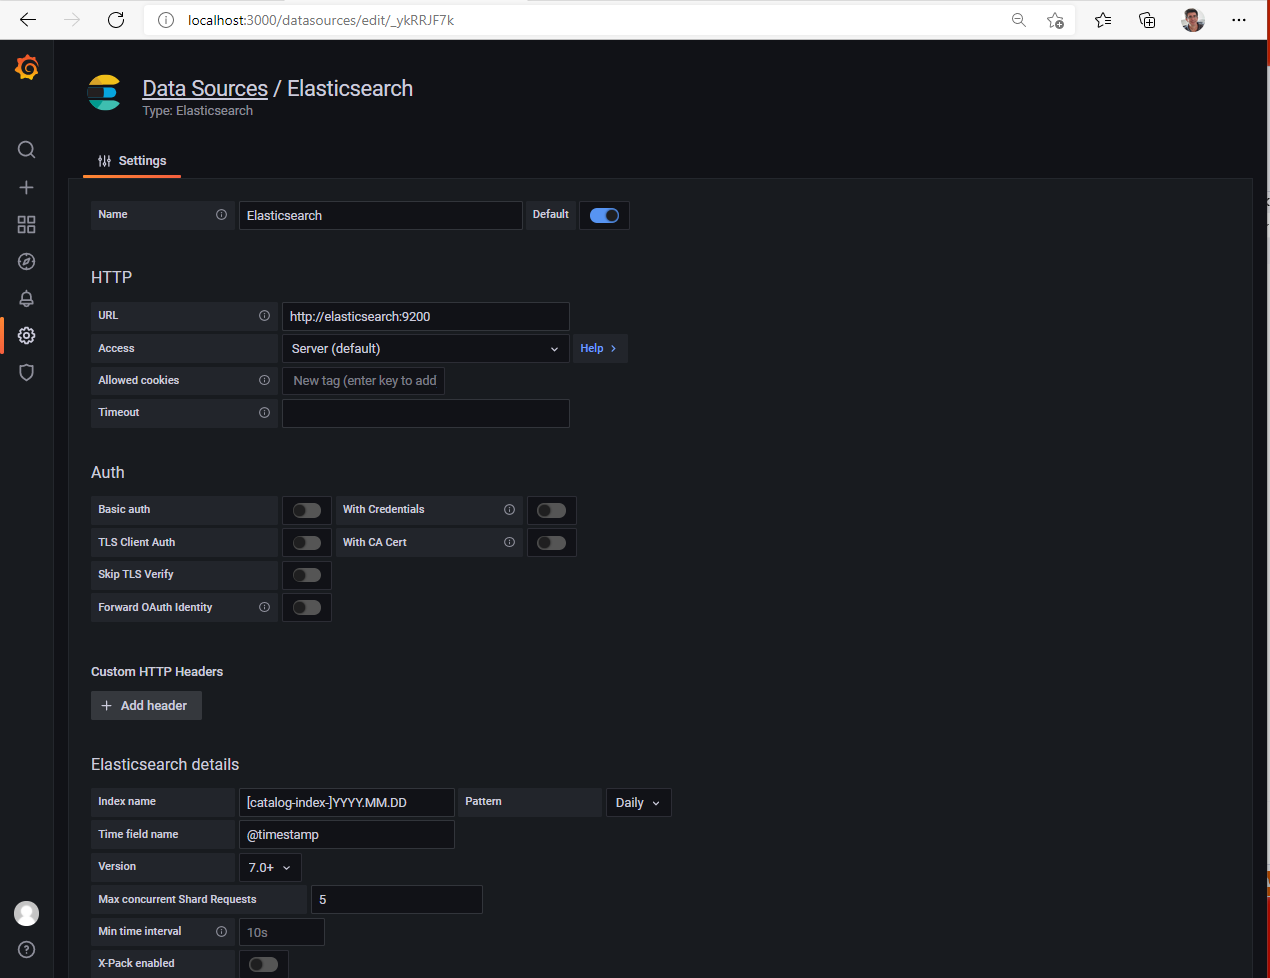 localhost:3000/datasources/edit/_ykRRJF7k
Data Sources / Elasticsearch
Type: Elasticsearch
Settings
Name Elasticsearch Default
HTTP
URL http://elasticsearch:9200
Access Server (default) Help
Allowed cookies New tag (enter key to add
Timeout
Auth
Basic auth With Credentials
TLS Client Auth With CA Cert
Skip TLS Verify
Forward OAuth Identity
Custom HTTP Headers
+ Add header
Elasticsearch details
Index name [catalog-index-]YYYY.MM.DD Pattern Daily
Time field name @timestamp
Version 7.0+
Max concurrent Shard Requests 5
Min time interval 10s
X-Pack enabled